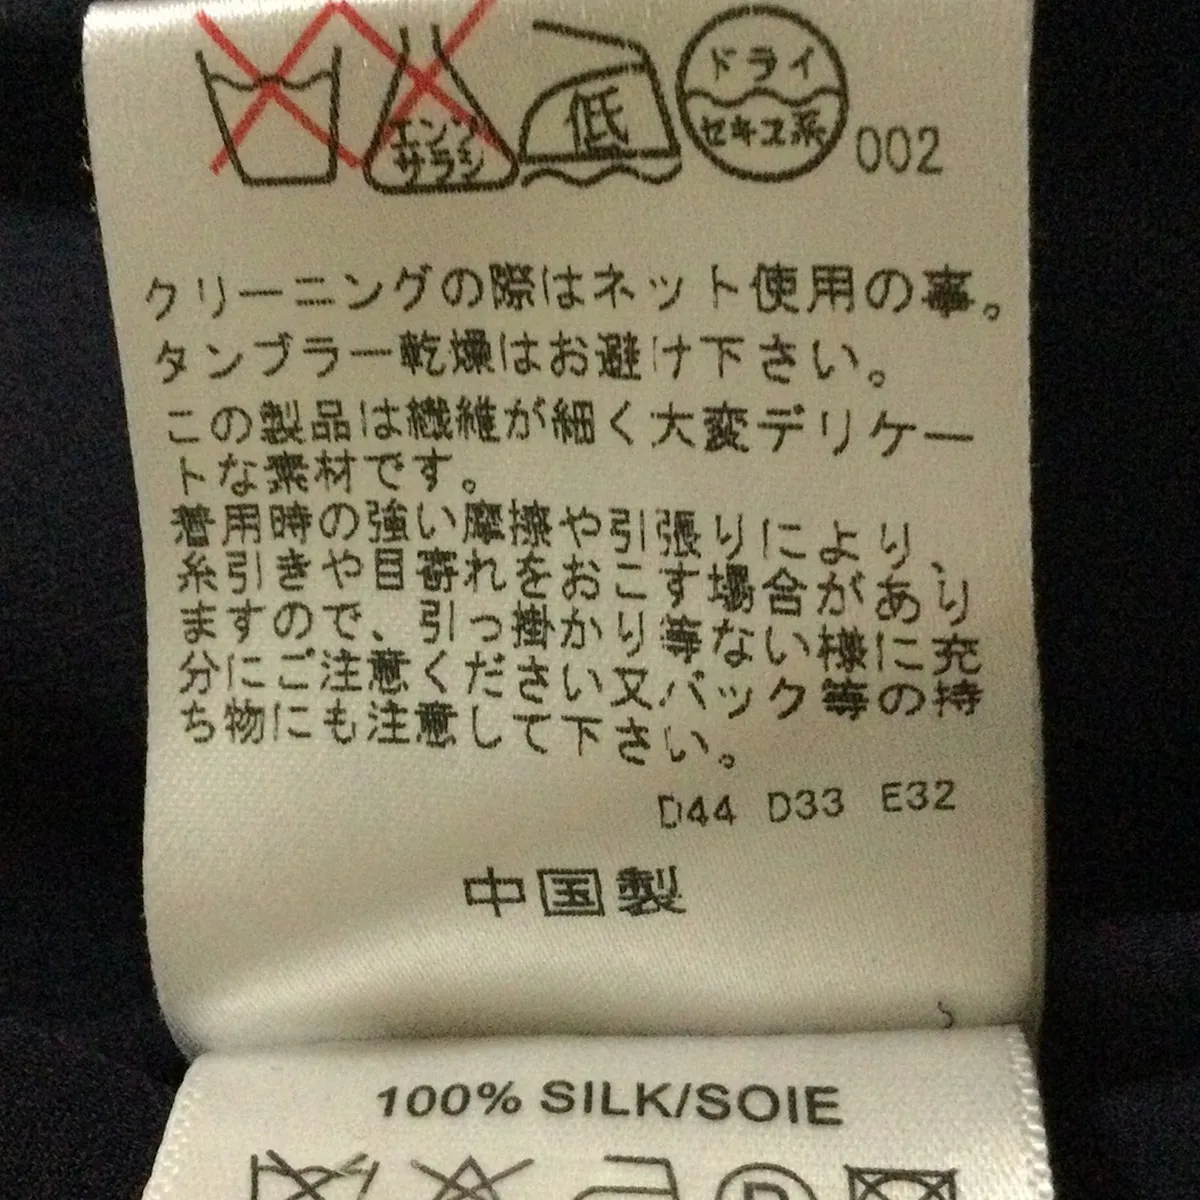 エンソ
サラシ
低
ドライ
セキユ系
002
クリーニングの際はネット使用の事。
タンブラー乾燥はお避け下さい。
この製品は繊維が細く大変デリケー
トな素材です。
着用時の強い摩擦や引張りにより、
糸引きや目寄れをおこす場合があり
ますので、引っ掛かり等ない様に充
分にご注意ください又バック等の持
ち物にも注意して下さい。
D44 D33 E32
中国製
100% SILK/SOIE